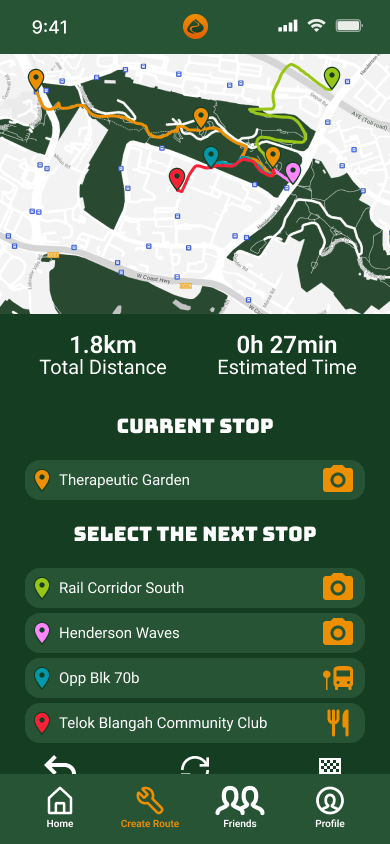 9:41
AYE (Toll road)
W Coast Hwy
1.8km
Total Distance
0h 27min
Estimated Time
CURRENT STOP
Therapeutic Garden
SELECT THE NEXT STOP
Rail Corridor South
Henderson Waves
Opp Blk 70b
Telok Blangah Community Club
Home
Create Route
Friends
Profile